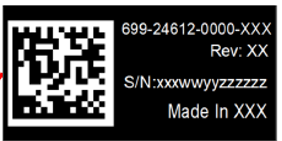 699-24612-0000-XXX
Rev: XX
S/N:xxxwwyyzzzzzz
Made In XXX